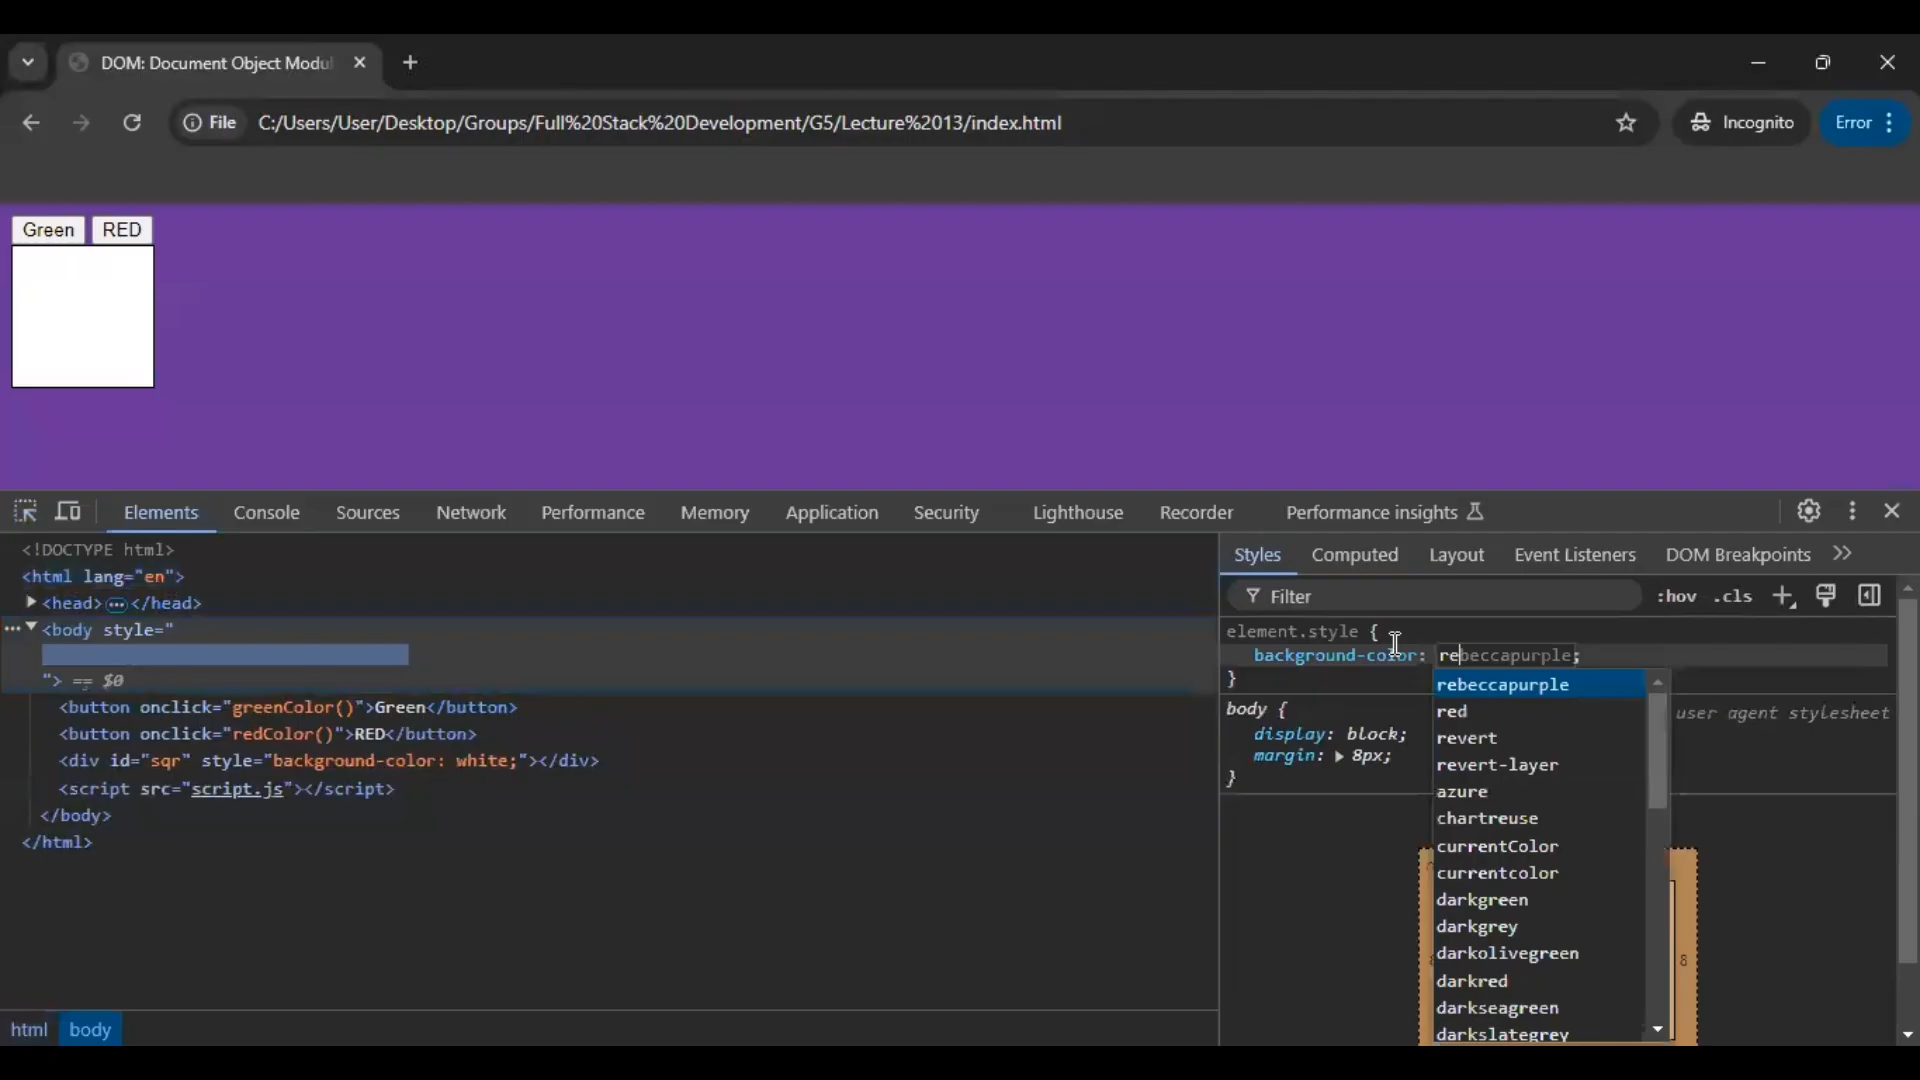 DOM: Document Object Modu
File C:/Users/User/Desktop/Groups/Full%20Stack%20Development/G5/Lecture%2013/index.html Incognito Error
Green RED
Elements Console Sources Network Performance Memory Application Security Lighthouse Recorder Performance insights
<!DOCTYPE html>
<html lang="en">
<head>…</head>
<body style="
"> == $0
<button onclick="greenColor()">Green</button>
<button onclick="redColor()">RED</button>
<div id="sqr" style="background-color: white;"></div>
<script src="script.js"></script>
</body>
</html>
html body
Styles Computed Layout Event Listeners DOM Breakpoints
Filter :hov .cls
element.style {
background-color: rebeccapurple;
}
body { user agent stylesheet
display: block;
margin: 8px;
}
rebeccapurple
red
revert
revert-layer
azure
chartreuse
currentColor
currentcolor
darkgreen
darkgrey
darkolivegreen
darkred
darkseagreen
darkslategrey
8